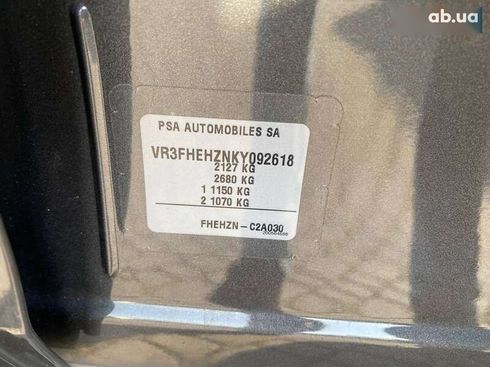 ab.ua
PSA AUTOMOBILES SA
VR3FHEHZNKY092618
2127 KG
2680 KG
1 1150 KG
2 1070 KG
FHEHZN-C2A030